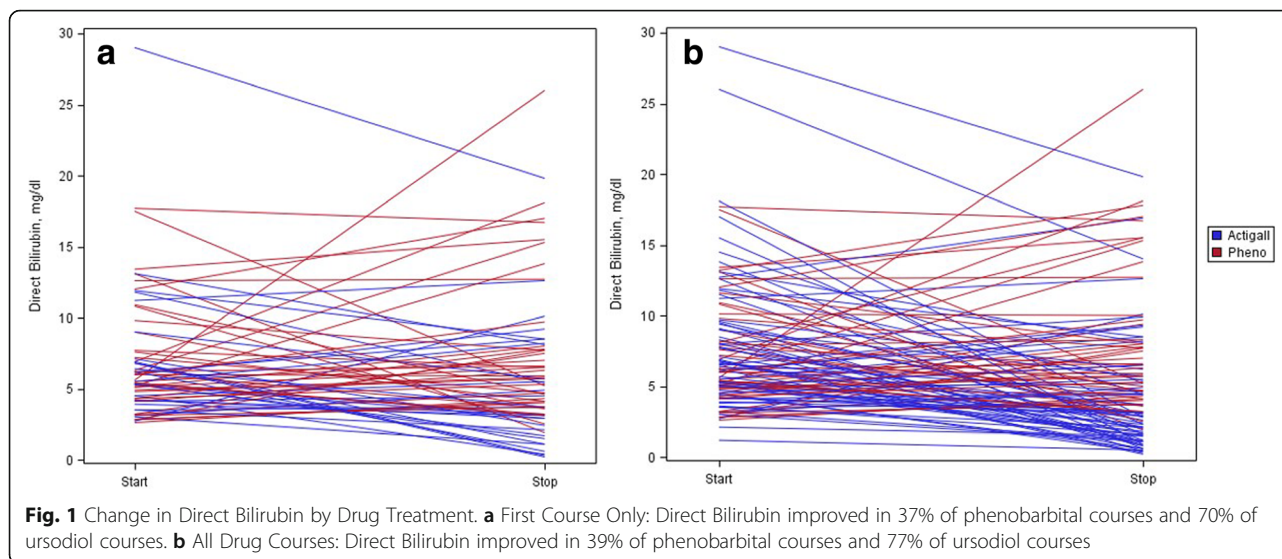 a
30
25
20
15
10
5
0
Direct Bilirubin, mg/dl
Start
Stop
b
30
25
20
15
10
5
0
Direct Bilirubin, mg/dl
Start
Stop
Actigall
Pheno
Fig. 1 Change in Direct Bilirubin by Drug Treatment. a First Course Only: Direct Bilirubin improved in 37% of phenobarbital courses and 70% of
ursodiol courses. b All Drug Courses: Direct Bilirubin improved in 39% of phenobarbital courses and 77% of ursodiol courses